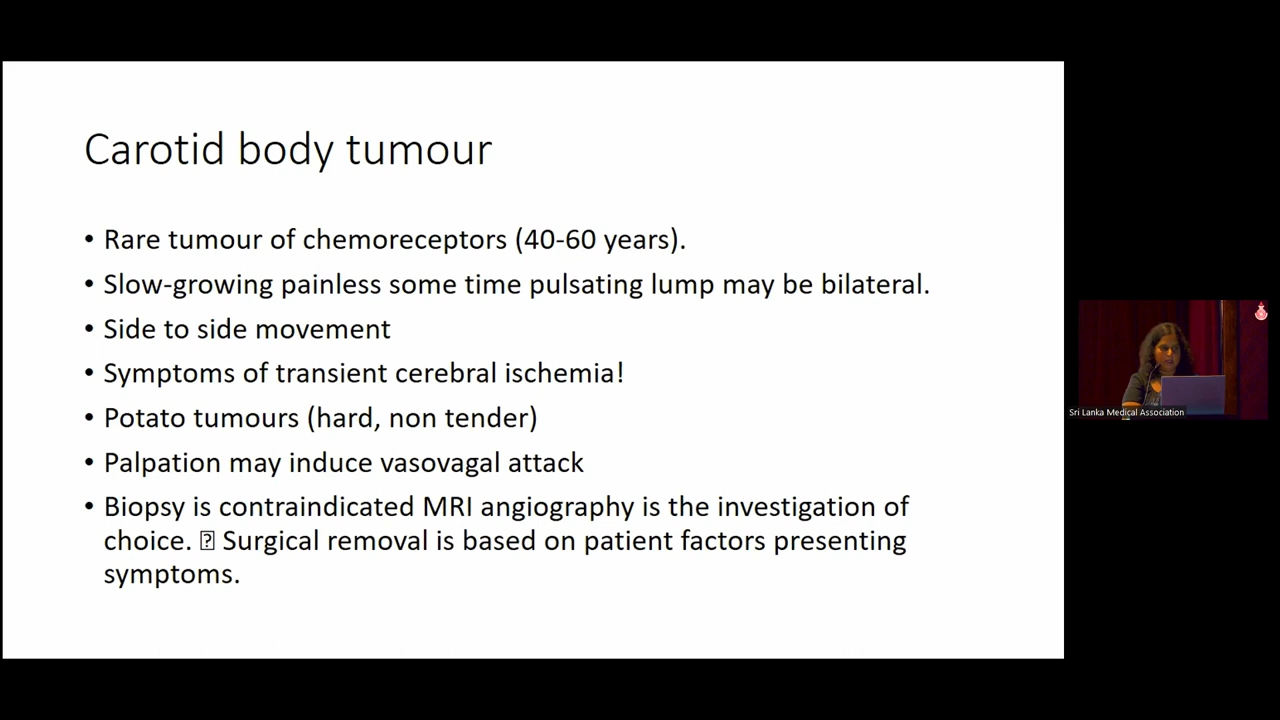 Carotid body tumour
• Rare tumour of chemoreceptors (40-60 years).
• Slow-growing painless some time pulsating lump may be bilateral.
• Side to side movement
• Symptoms of transient cerebral ischemia!
• Potato tumours (hard, non tender)
• Palpation may induce vasovagal attack
• Biopsy is contraindicated MRI angiography is the investigation of
choice. ⍰ Surgical removal is based on patient factors presenting
symptoms.
Sri Lanka Medical Association